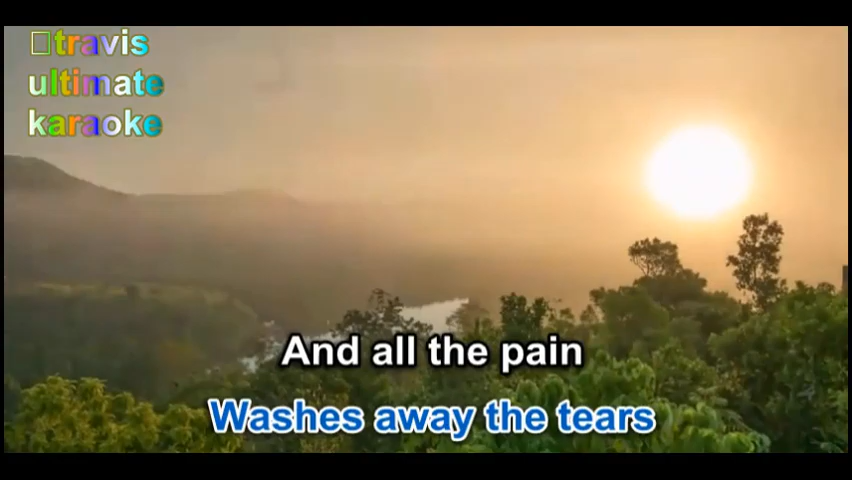 travis
ultimate
karaoke
And all the pain
Washes away the tears